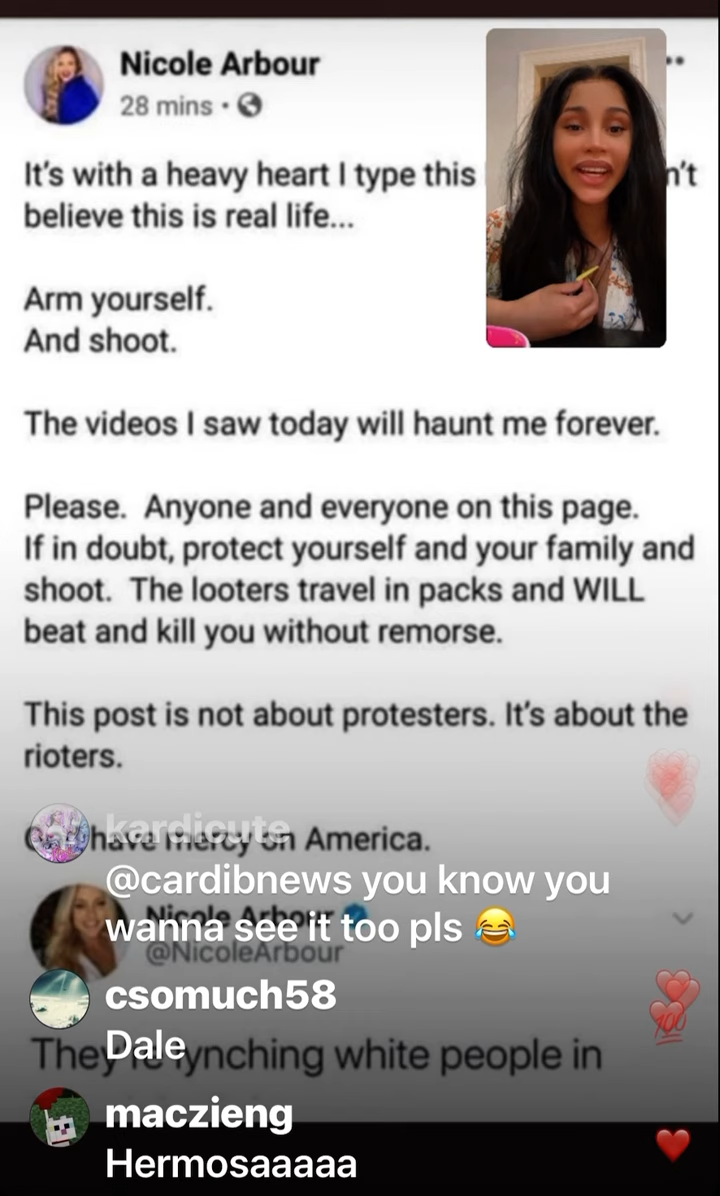 Nicole Arbour
28 mins
It's with a heavy heart I type this n't
believe this is real life...
Arm yourself.
And shoot.
The videos I saw today will haunt me forever.
Please. Anyone and everyone on this page.
If in doubt, protect yourself and your family and
shoot. The looters travel in packs and WILL
beat and kill you without remorse.
This post is not about protesters. It's about the
rioters.
kardicute
have mercy on America.
@cardibnews you know you
Nicole Arbour
wanna see it too pls 😂
@NicoleArbour
csomuch58
Dale
They're lynching white people in
100
maczieng
Hermosaaaaa